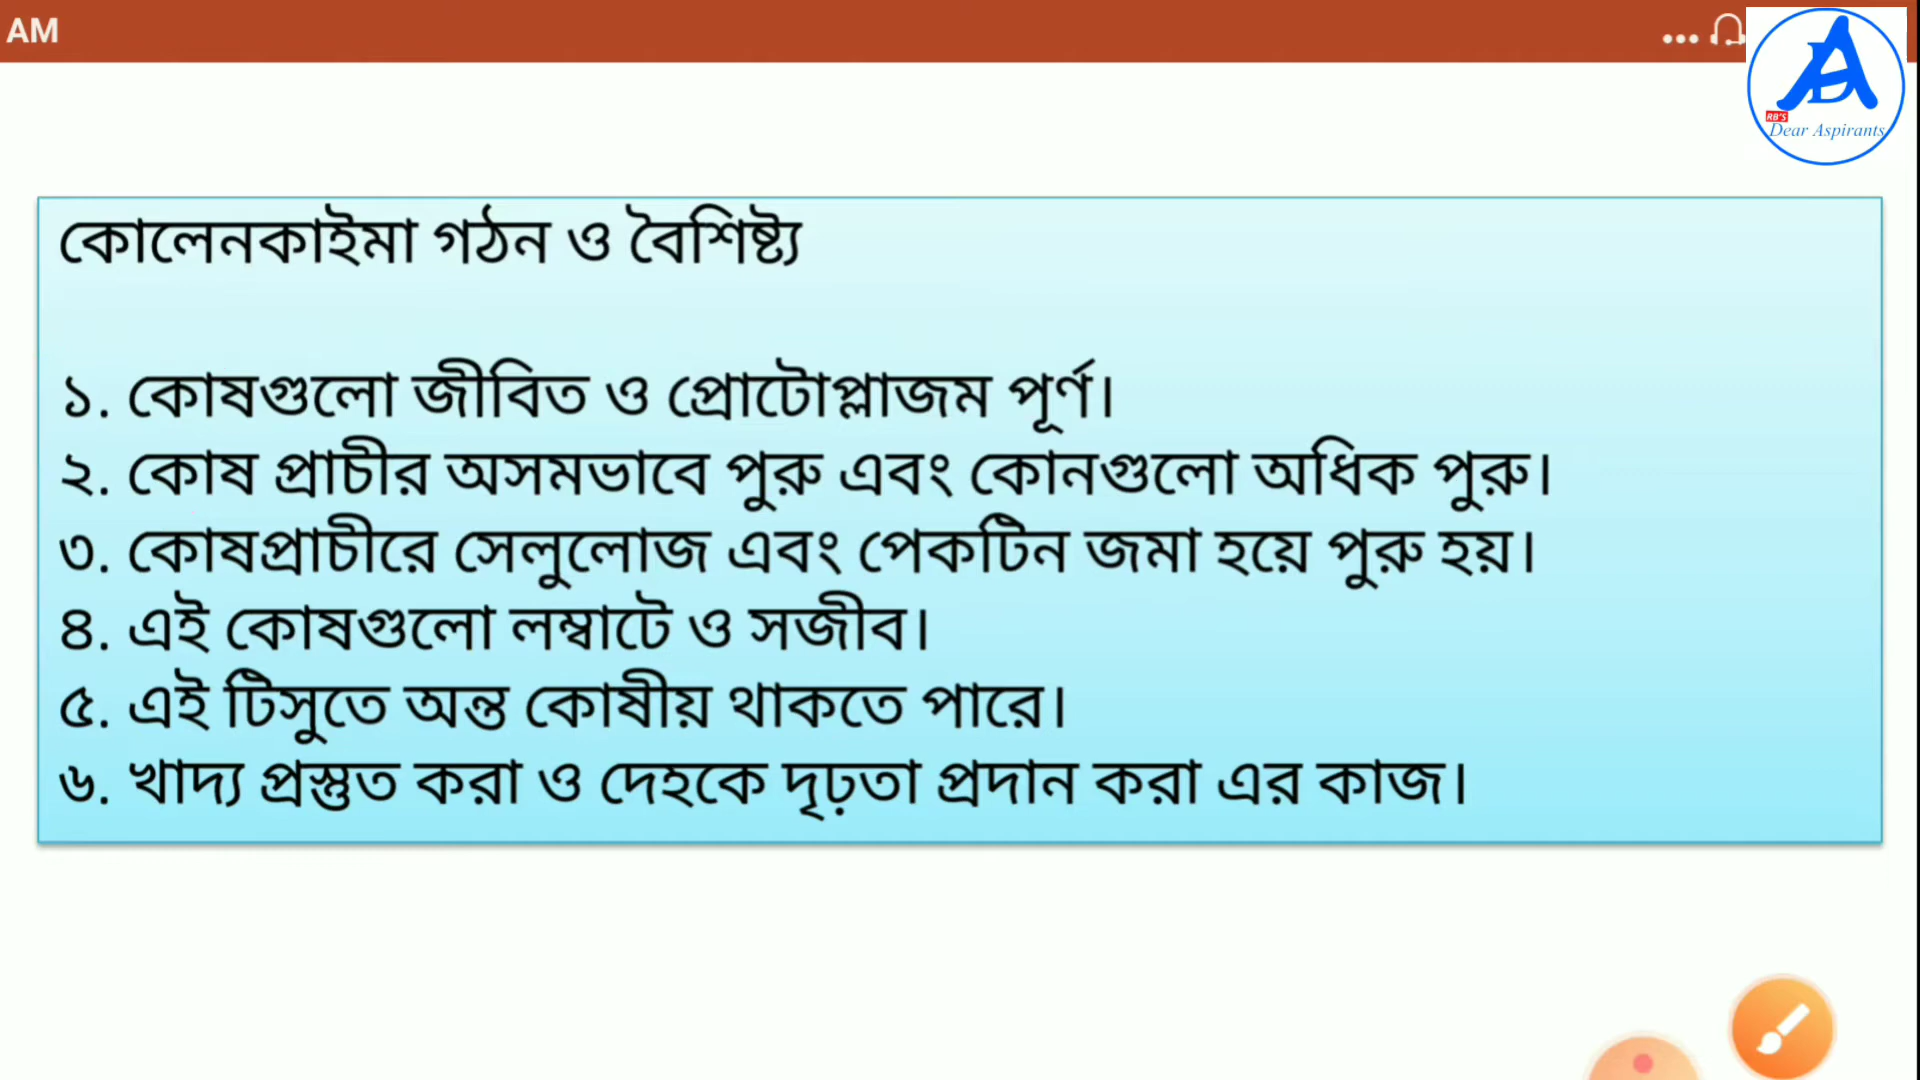 AM
RB'S
Dear Aspirants
কোলেনকাইমা গঠন ও বৈশিষ্ট্য
১. কোষগুলো জীবিত ও প্রোটোপ্লাজম পূর্ণ।
২. কোষ প্রাচীর অসমভাবে পুরু এবং কোনগুলো অধিক পুরু।
৩. কোষপ্রাচীরে সেলুলোজ এবং পেকটিন জমা হয়ে পুরু হয়।
৪. এই কোষগুলো লম্বাটে ও সজীব।
৫. এই টিসুতে অন্ত কোষীয় থাকতে পারে।
৬. খাদ্য প্রস্তুত করা ও দেহকে দৃঢ়তা প্রদান করা এর কাজ।